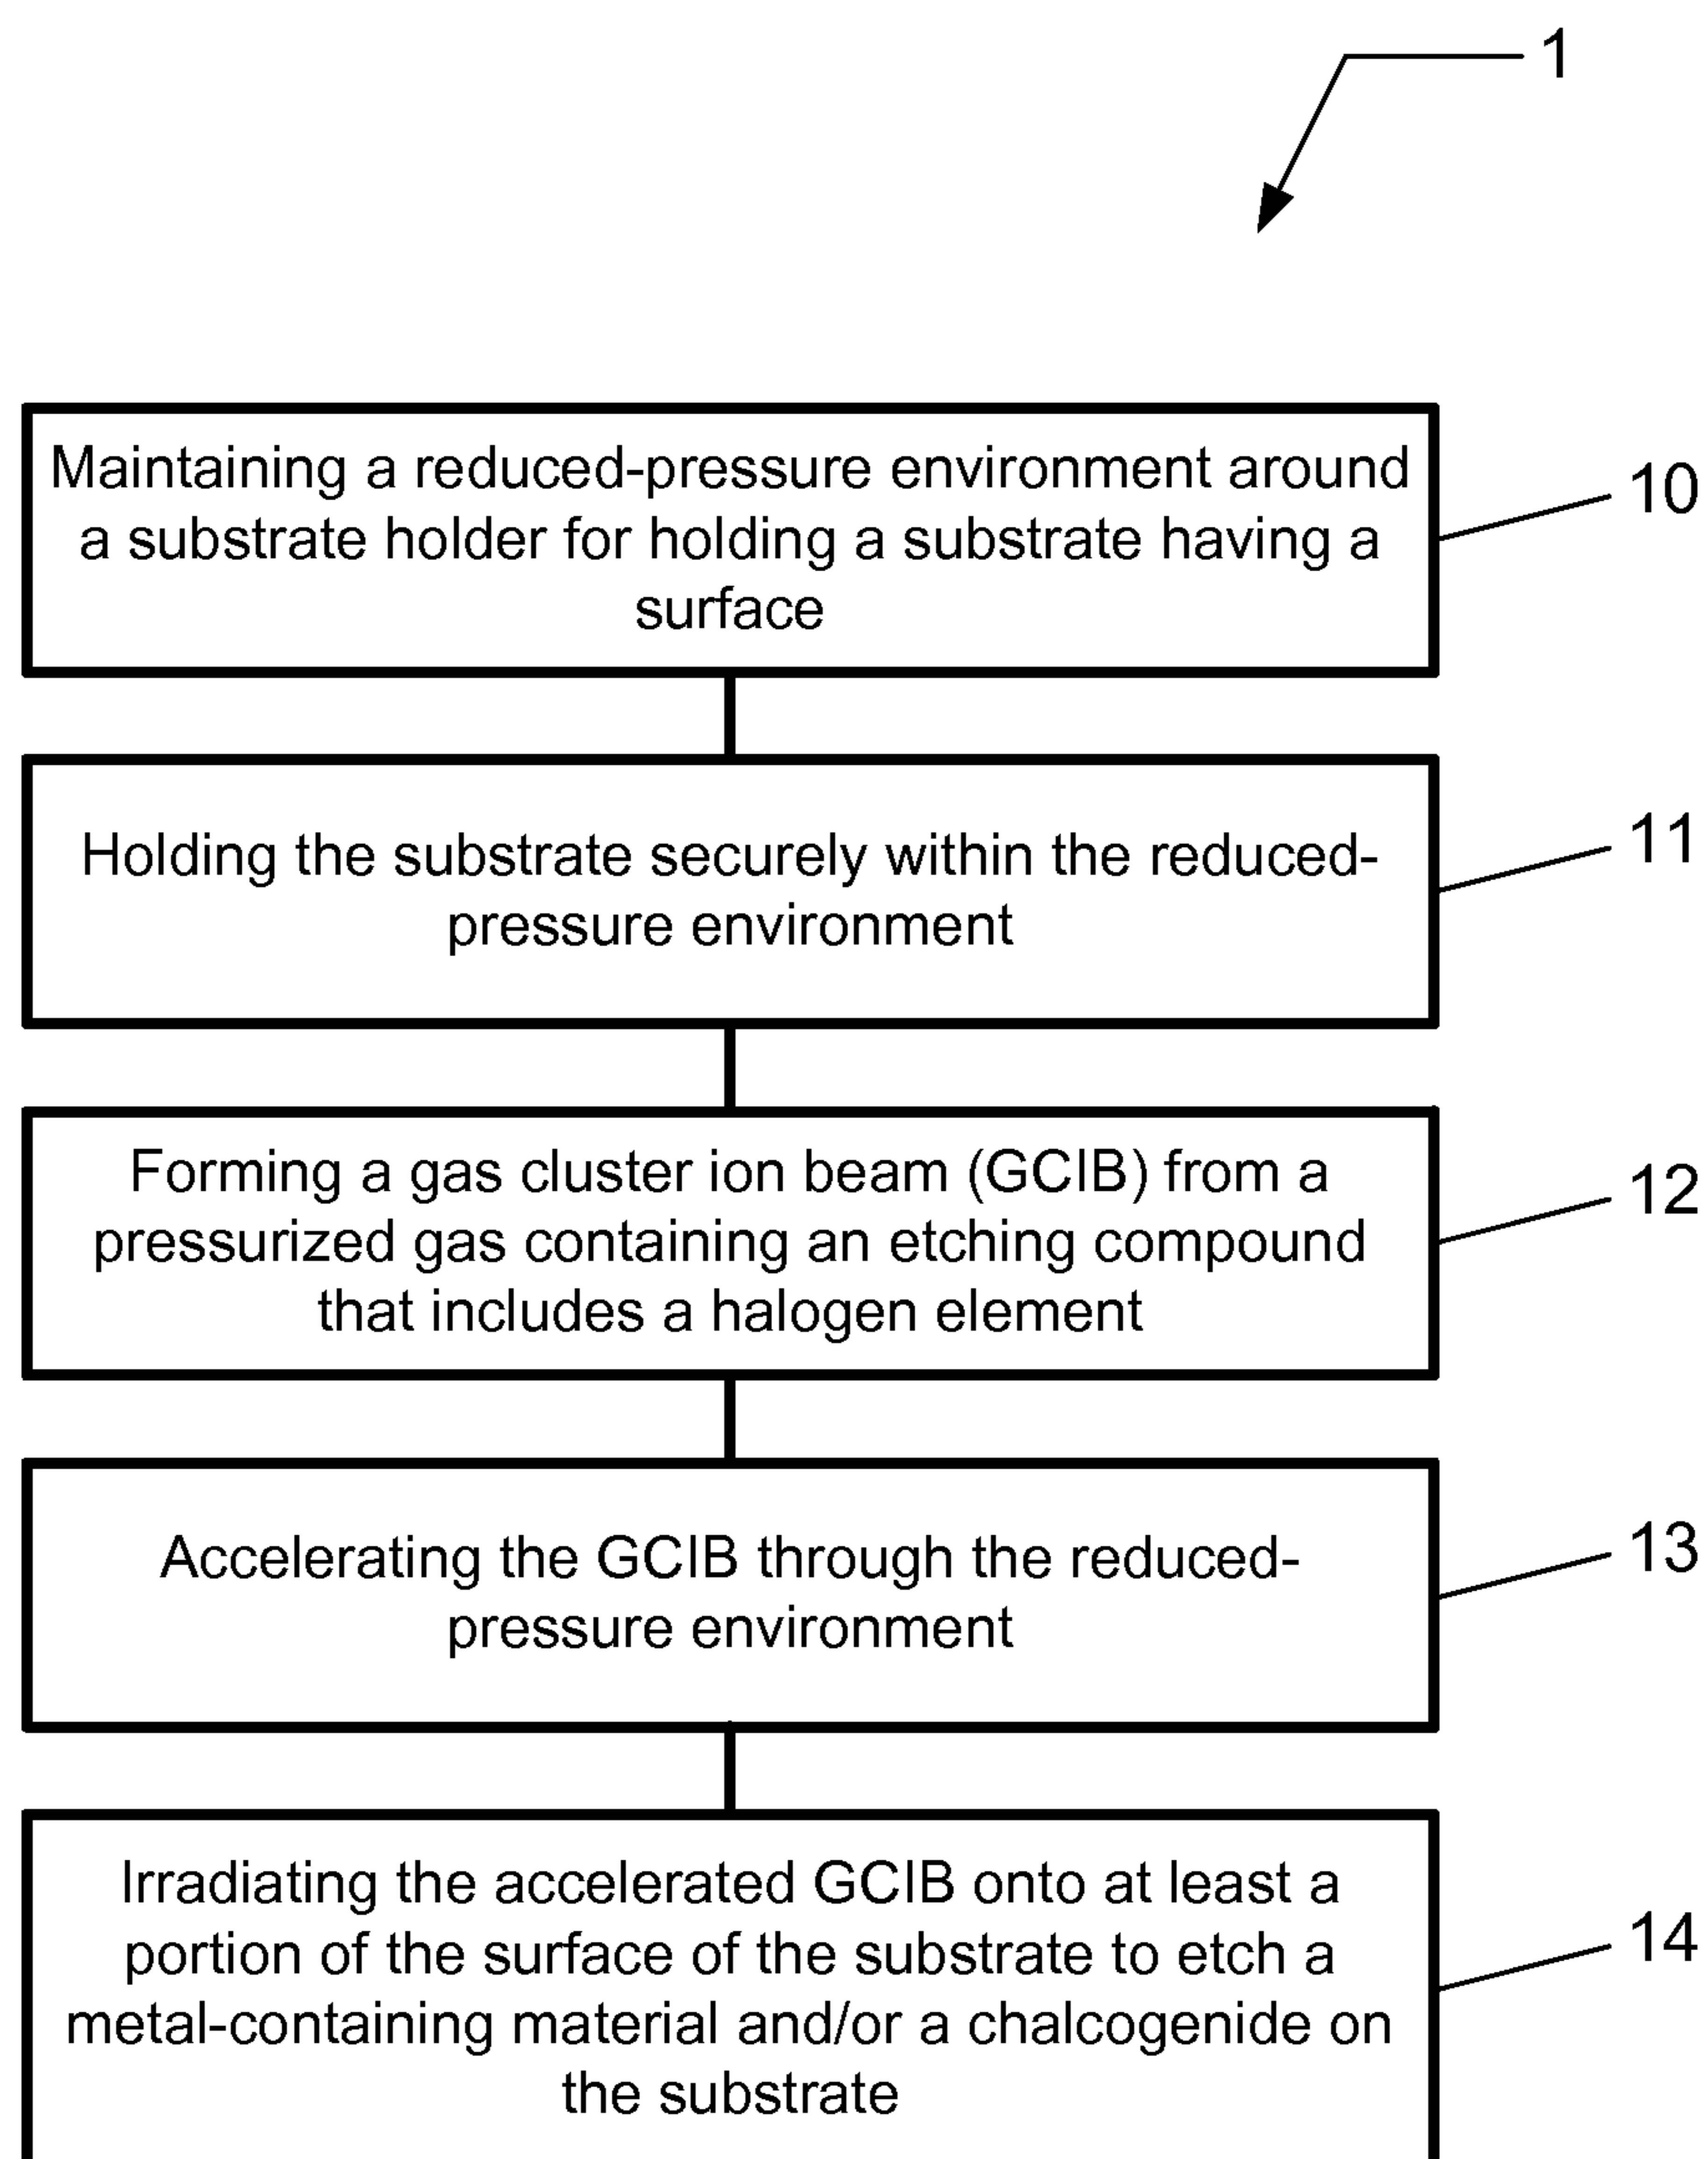 1
Maintaining a reduced-pressure environment around
a substrate holder for holding a substrate having a
surface
10
Holding the substrate securely within the reduced-
pressure environment
11
Forming a gas cluster ion beam (GCIB) from a
pressurized gas containing an etching compound
that includes a halogen element
12
Accelerating the GCIB through the reduced-
pressure environment
13
Irradiating the accelerated GCIB onto at least a
portion of the surface of the substrate to etch a
metal-containing material and/or a chalcogenide on
the substrate
14